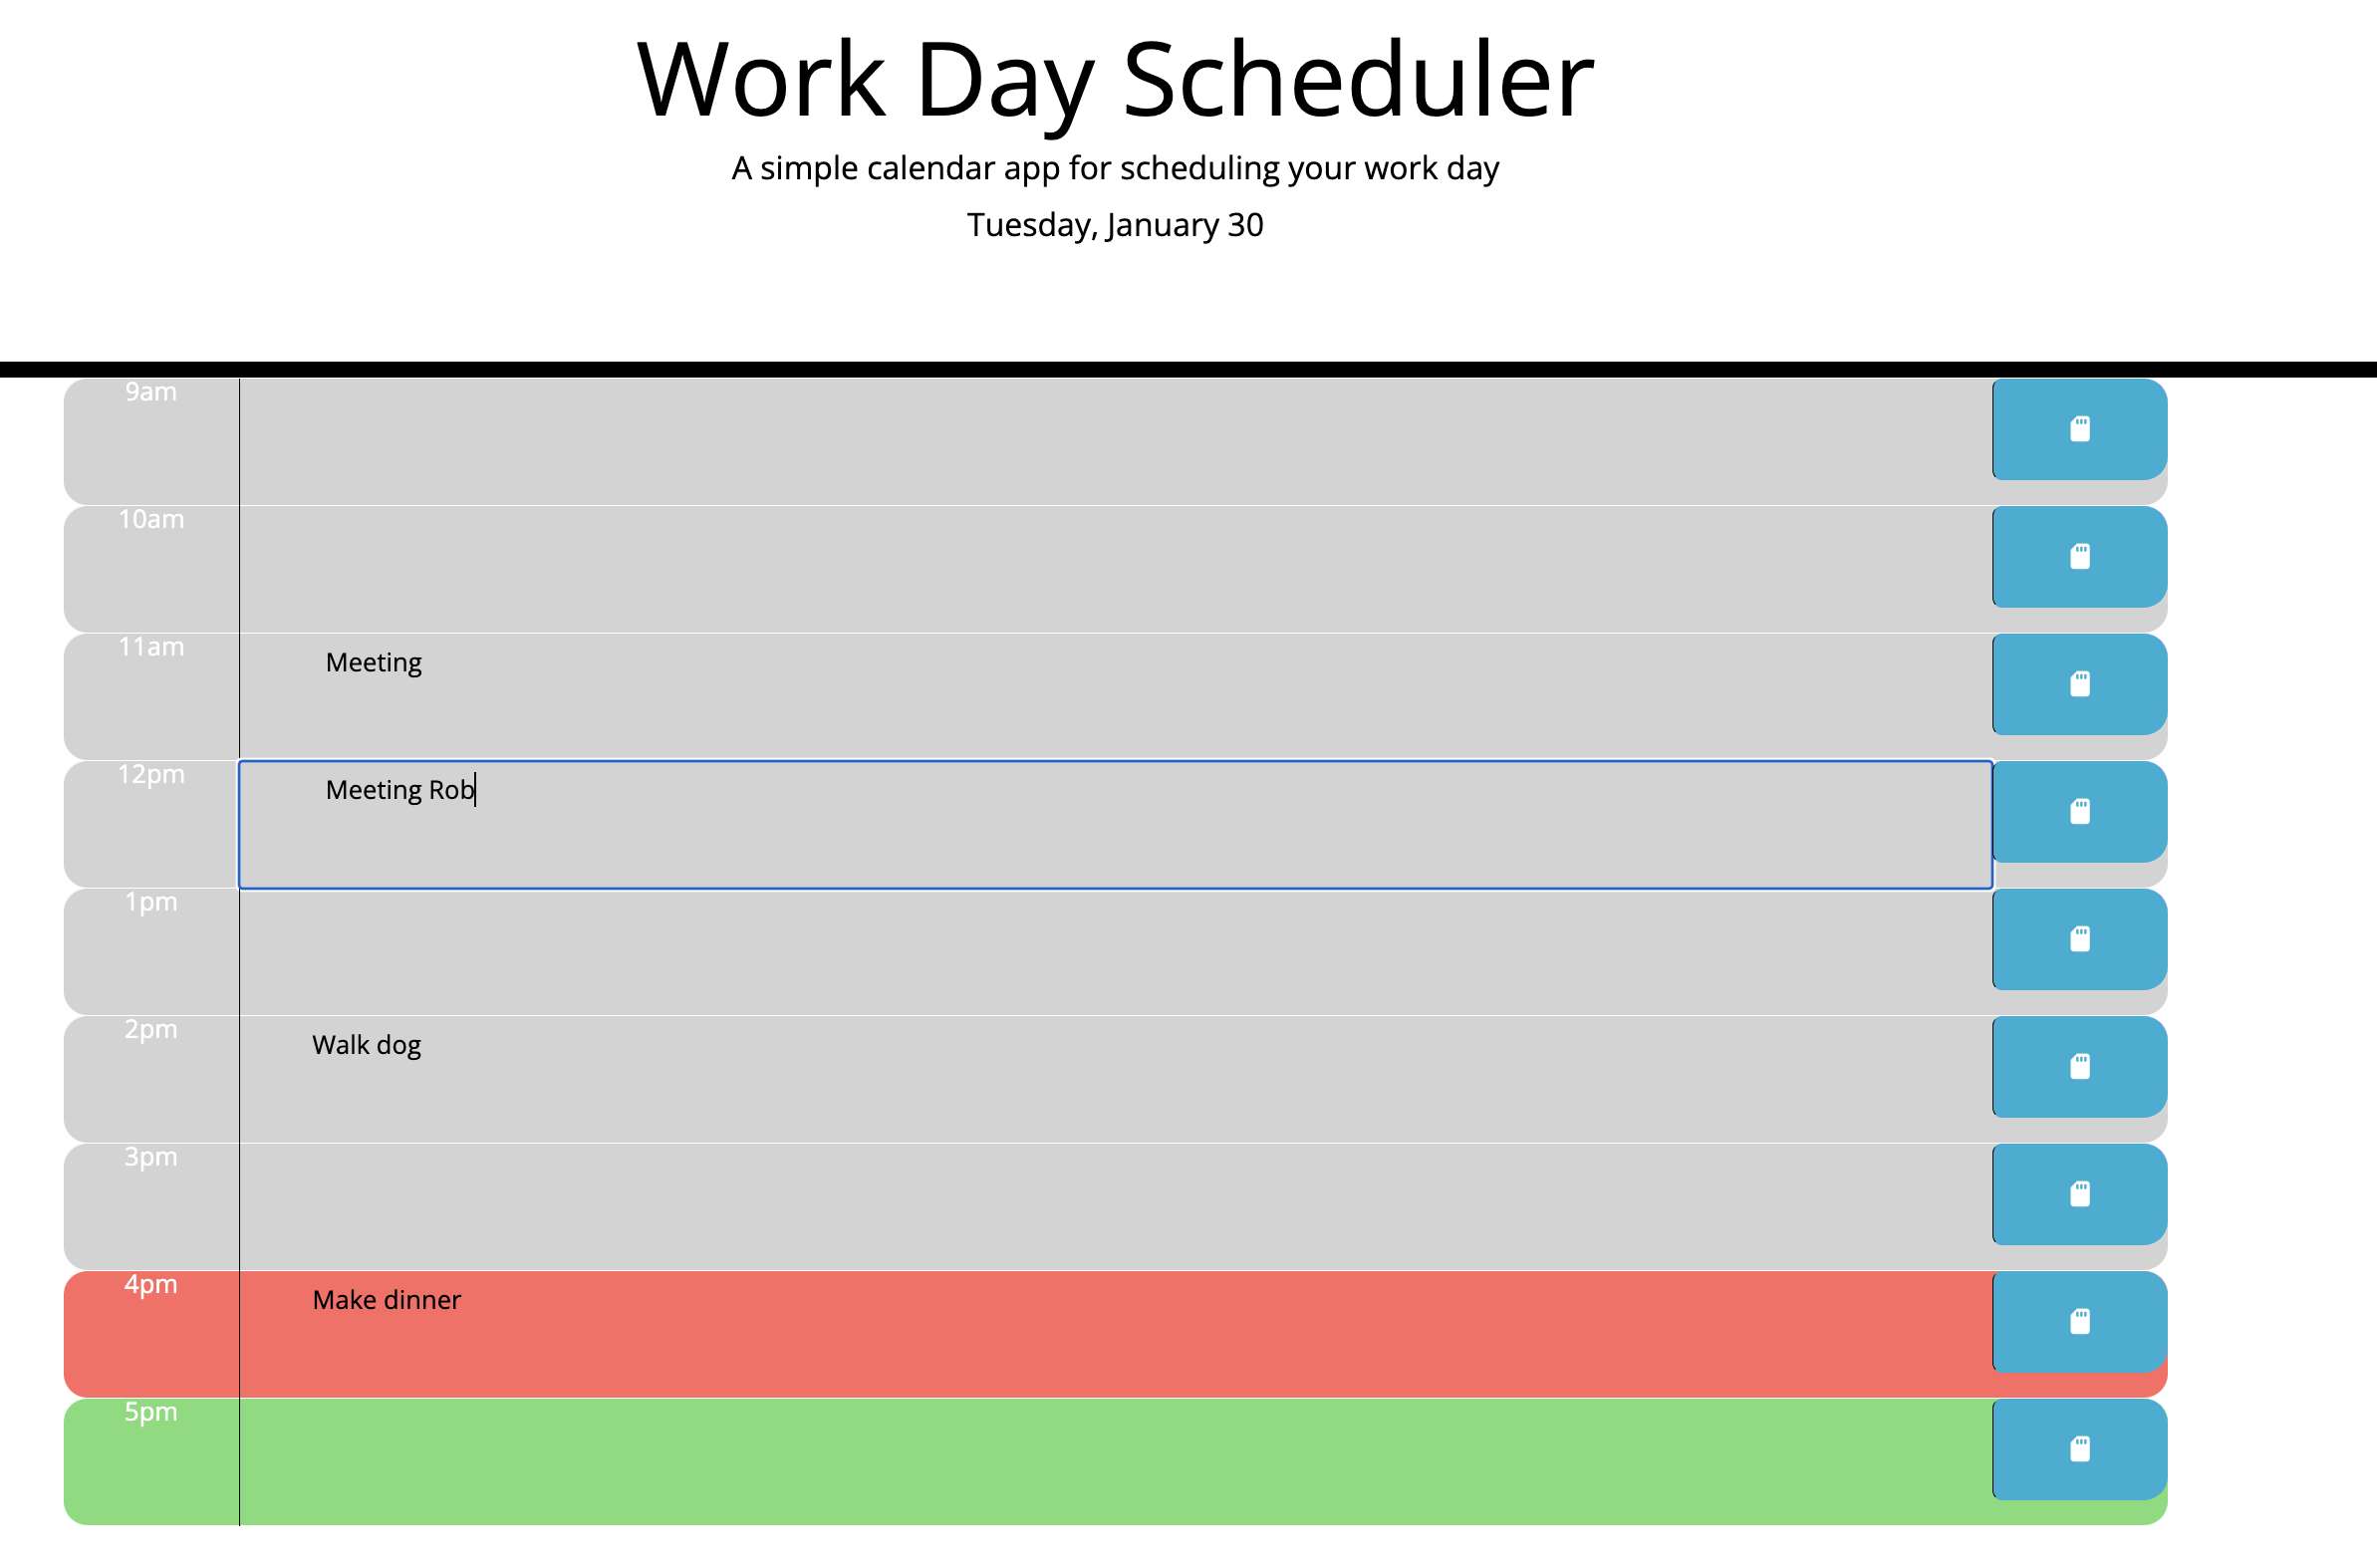 Work Day Scheduler
A simple calendar app for scheduling your work day
Tuesday, January 30
9am
10am
11am
Meeting
12pm
Meeting Rob
1pm
2pm
Walk dog
3pm
4pm
Make dinner
5pm